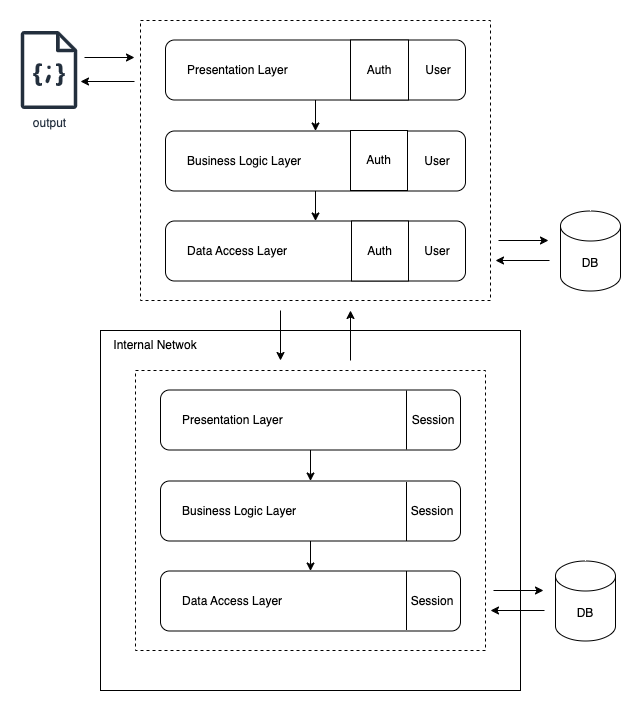 {;}
output
Presentation Layer Auth User
Business Logic Layer Auth User
Data Access Layer Auth User
DB
Internal Netwok
Presentation Layer Session
Business Logic Layer Session
Data Access Layer Session
DB